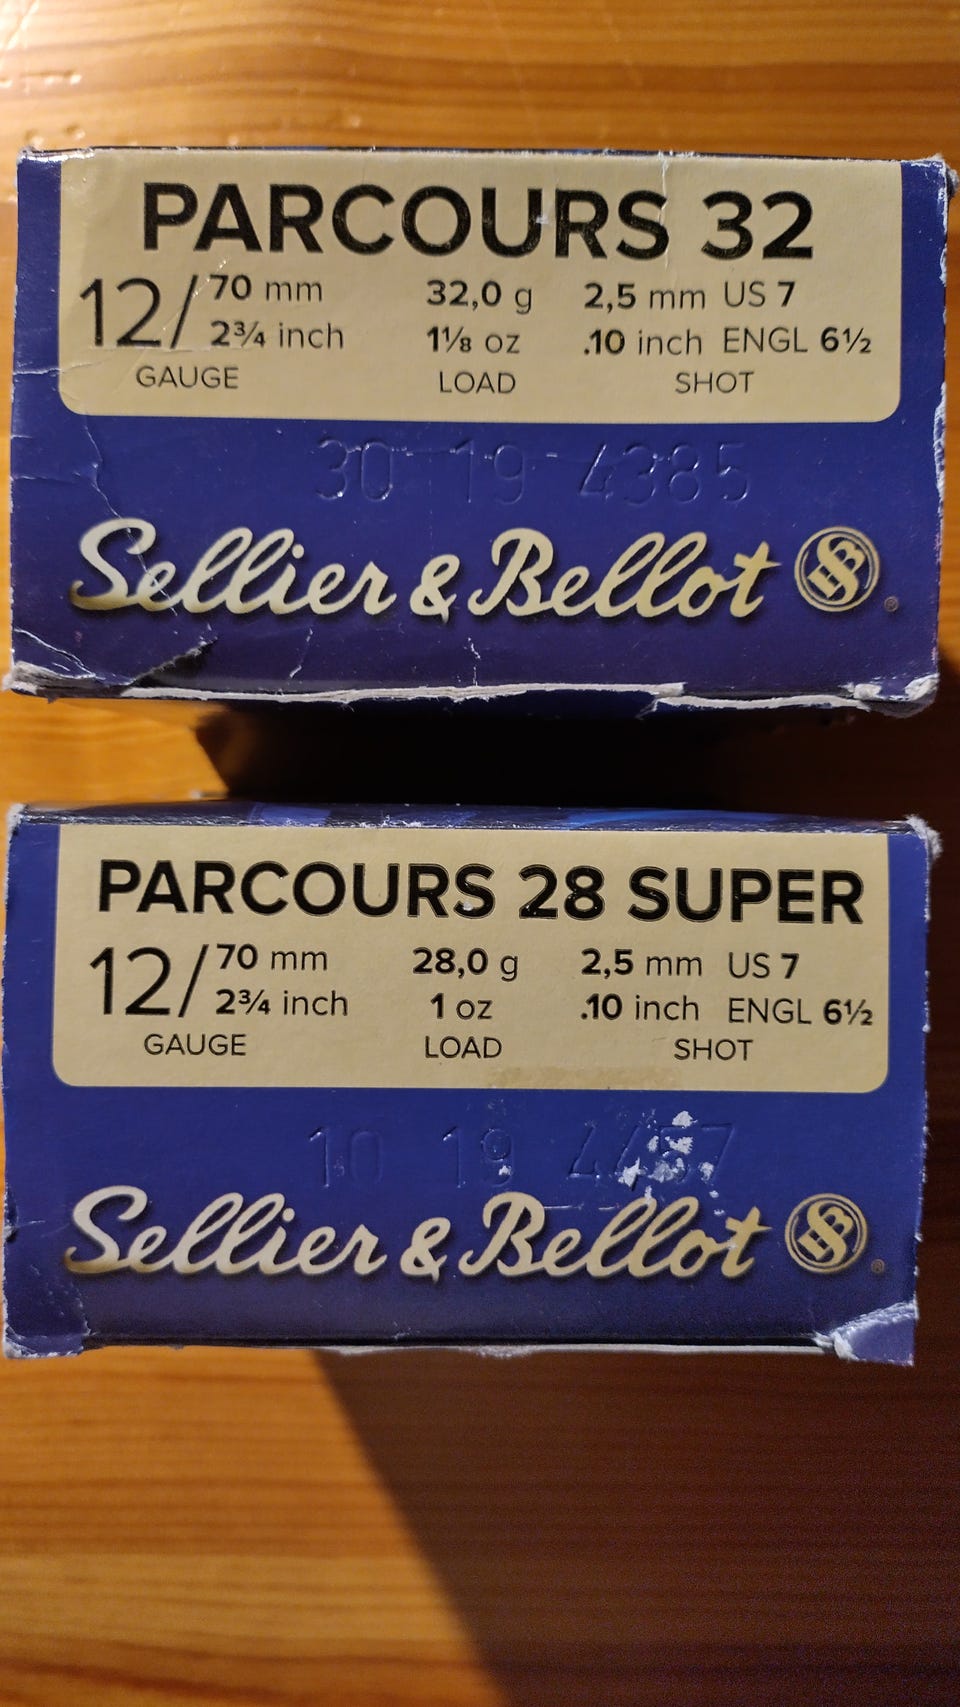 PARCOURS 32
12/ 70 mm 32,0 g 2,5 mm US 7
2¾ inch 1⅛ oz .10 inch ENGL 6½
GAUGE LOAD SHOT
30 19 4385
Sellier & Bellot SB ®
PARCOURS 28 SUPER
12/ 70 mm 28,0 g 2,5 mm US 7
2¾ inch 1 oz .10 inch ENGL 6½
GAUGE LOAD SHOT
10 19 4457
Sellier & Bellot SB ®